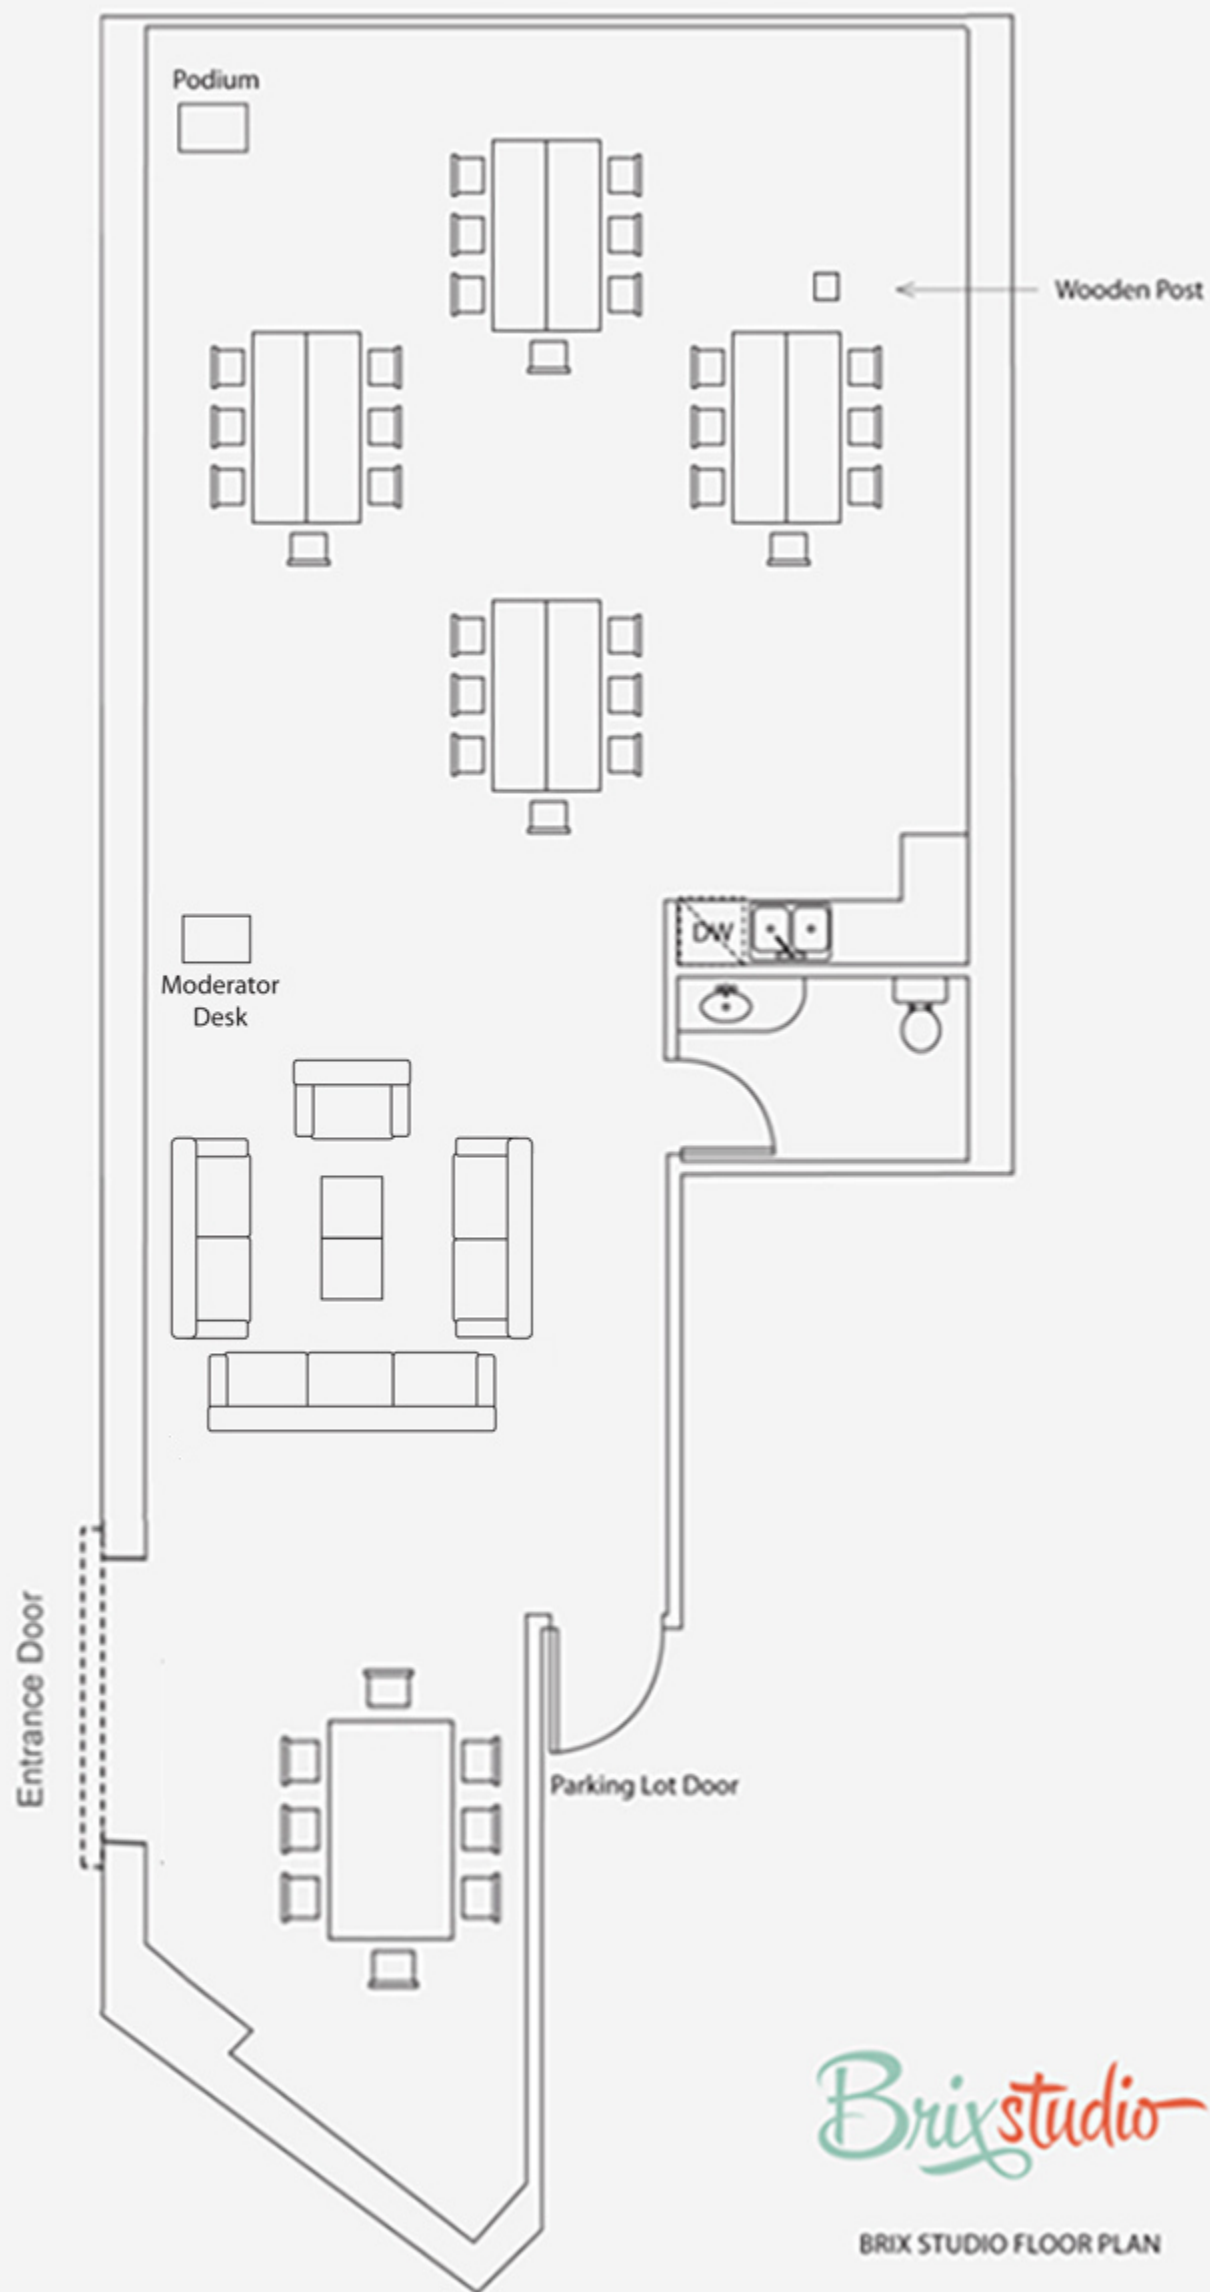 Podium
Wooden Post
DW
Moderator
Desk
Entrance Door
Parking Lot Door
Brixstudio
BRIX STUDIO FLOOR PLAN